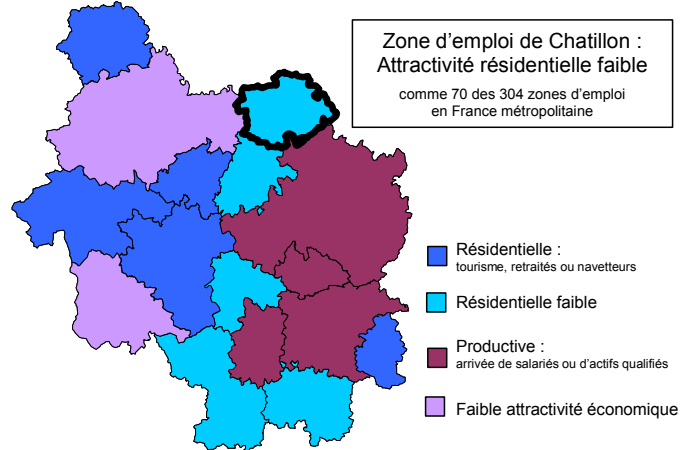 Zone d'emploi de Chatillon :
Attractivité résidentielle faible
comme 70 des 304 zones d'emploi
en France métropolitaine
Résidentielle :
tourisme, retraités ou navetteurs
Résidentielle faible
Productive :
arrivée de salariés ou d'actifs qualifiés
Faible attractivité économique